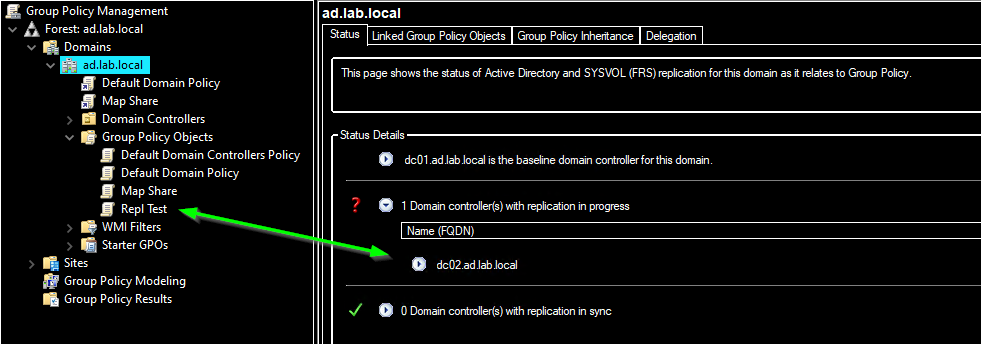 Group Policy Management
Forest: ad.lab.local
Domains
ad.lab.local
Default Domain Policy
Map Share
Domain Controllers
Group Policy Objects
Default Domain Controllers Policy
Default Domain Policy
Map Share
Repl Test
WMI Filters
Starter GPOs
Sites
Group Policy Modeling
Group Policy Results
ad.lab.local
Status Linked Group Policy Objects Group Policy Inheritance Delegation
This page shows the status of Active Directory and SYSVOL (FRS) replication for this domain as it relates to Group Policy.
Status Details
dc01.ad.lab.local is the baseline domain controller for this domain.
1 Domain controller(s) with replication in progress
Name (FQDN)
dc02.ad.lab.local
0 Domain controller(s) with replication in sync